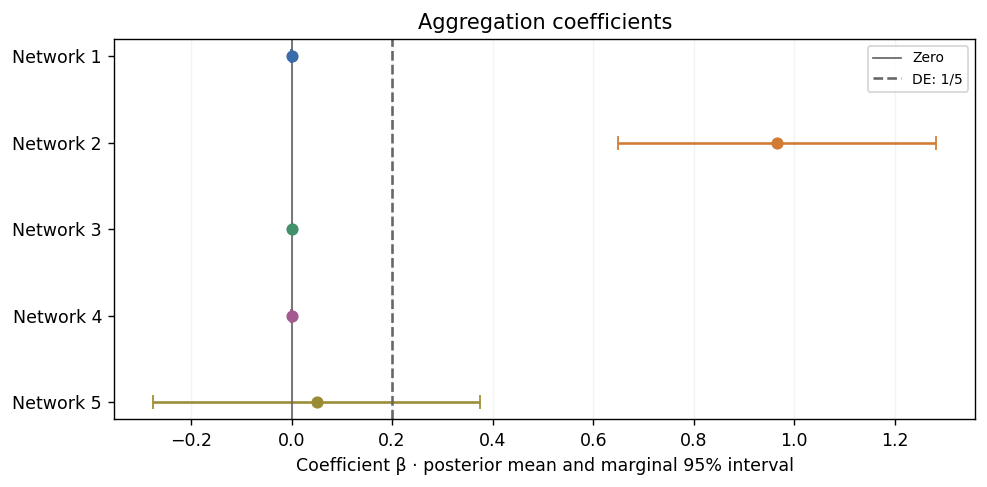 Aggregation coefficients
Zero
DE: 1/5
Network 1
Network 2
Network 3
Network 4
Network 5
−0.2 0.0 0.2 0.4 0.6 0.8 1.0 1.2
Coefficient β · posterior mean and marginal 95% interval